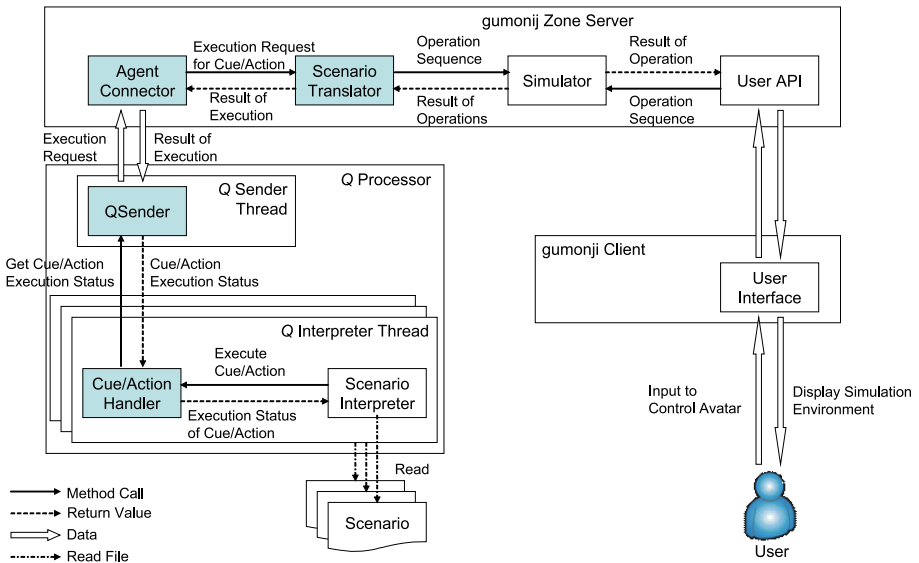 gumonij Zone Server
Agent
Connector
Execution Request
for Cue/Action
Result of
Execution
Scenario
Translator
Operation
Sequence
Result of
Operations
Simulator
Result of
Operation
Operation
Sequence
User API
Execution
Request
Result of
Execution
Q Processor
Q Sender
Thread
QSender
Get Cue/Action
Execution Status
Cue/Action
Execution Status
Q Interpreter Thread
Cue/Action
Handler
Execute
Cue/Action
Execution Status
of Cue/Action
Scenario
Interpreter
Read
Scenario
gumonji Client
User
Interface
Input to
Control Avatar
Display Simulation
Environment
User
Method Call
Return Value
Data
Read File